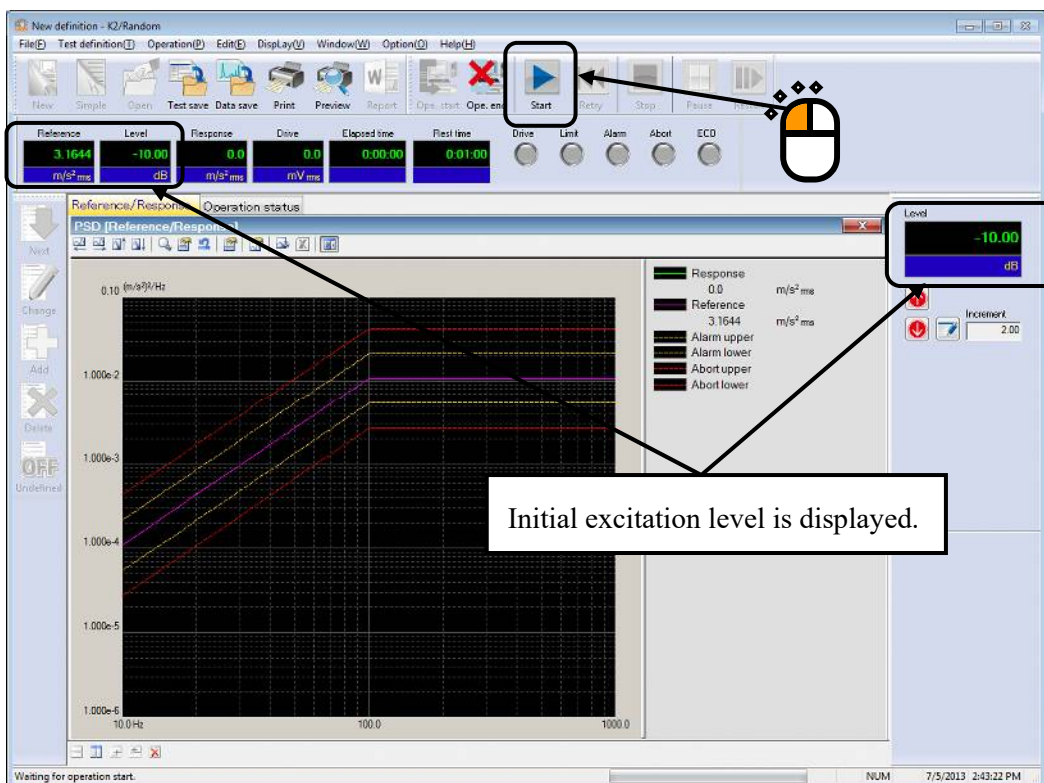 New definition - K2/Random
File(F) Test definition(T) Operation(P) Edit(E) DispLay(V) Window(W) Option(O) Help(H)
New Simple Open Test save Data save Print Preview Report Ope. start Ope. end Start Retry Stop Pause
Reference Level Response Drive Elapsed time Rest time Drive Limit Alarm Abort ECO
3.1644 -10.00 0.0 0.0 0:00:00 0:01:00
m/s² rms dB m/s² rms mV rms
Reference/Response Operation status
PSD [Reference/Response]
Next
Change
Add
Delete
OFF
Undefined
0.10 (m/s²)²/Hz
1.000e-2
1.000e-3
1.000e-4
1.000e-5
1.000e-6
10.0 Hz 100.0 1000.0
Response
0.0 m/s² rms
Reference
3.1644 m/s² rms
Alarm upper
Alarm lower
Abort upper
Abort lower
Level
-10.00
dB
Increment
2.00
Initial excitation level is displayed.
Waiting for operation start. NUM 7/5/2013 2:43:22 PM